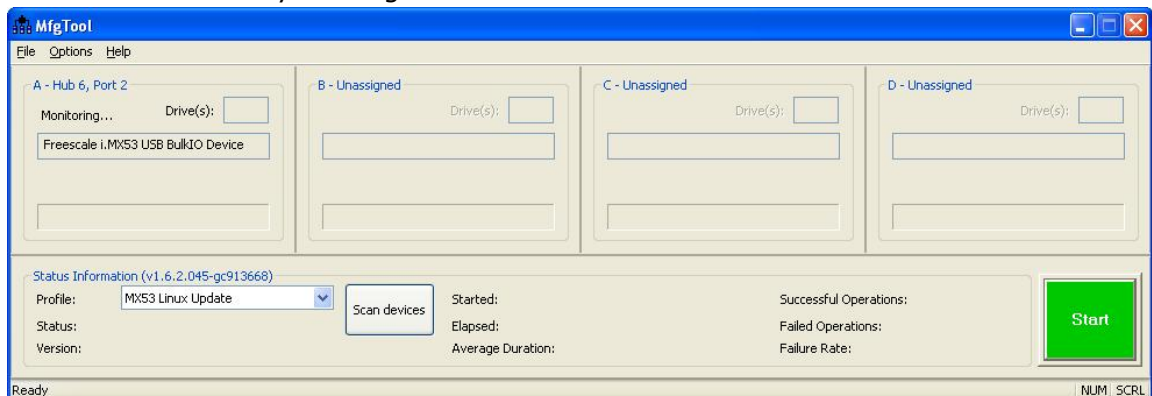 MfgTool
File Options Help
A - Hub 6, Port 2
Monitoring... Drive(s):
Freescale i.MX53 USB BulkIO Device
B - Unassigned
Drive(s):
C - Unassigned
Drive(s):
D - Unassigned
Drive(s):
Status Information (v1.6.2.045-gc913668)
Profile: MX53 Linux Update
Status:
Version:
Scan devices
Started:
Elapsed:
Average Duration:
Successful Operations:
Failed Operations:
Failure Rate:
Start
Ready NUM SCRL